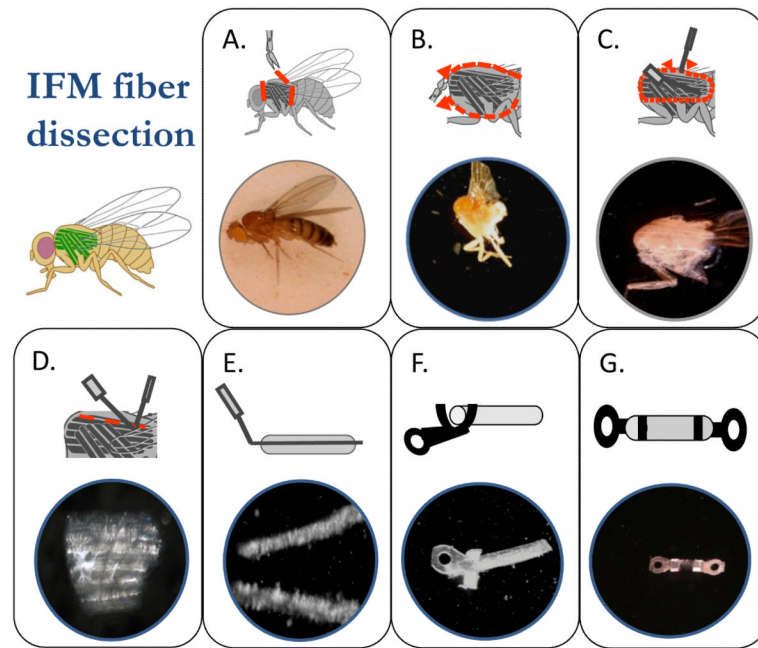 A.
B.
C.
IFM fiber
dissection
D.
E.
F.
G.